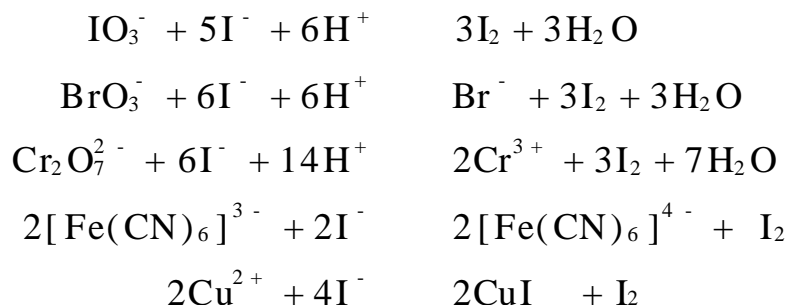 IO₃⁻ + 5I⁻ + 6H⁺ 3I₂ + 3H₂O
BrO₃⁻ + 6I⁻ + 6H⁺ Br⁻ + 3I₂ + 3H₂O
Cr₂O₇²⁻ + 6I⁻ + 14H⁺ 2Cr³⁺ + 3I₂ + 7H₂O
2[Fe(CN)₆]³⁻ + 2I⁻ 2[Fe(CN)₆]⁴⁻ + I₂
2Cu²⁺ + 4I⁻ 2CuI + I₂